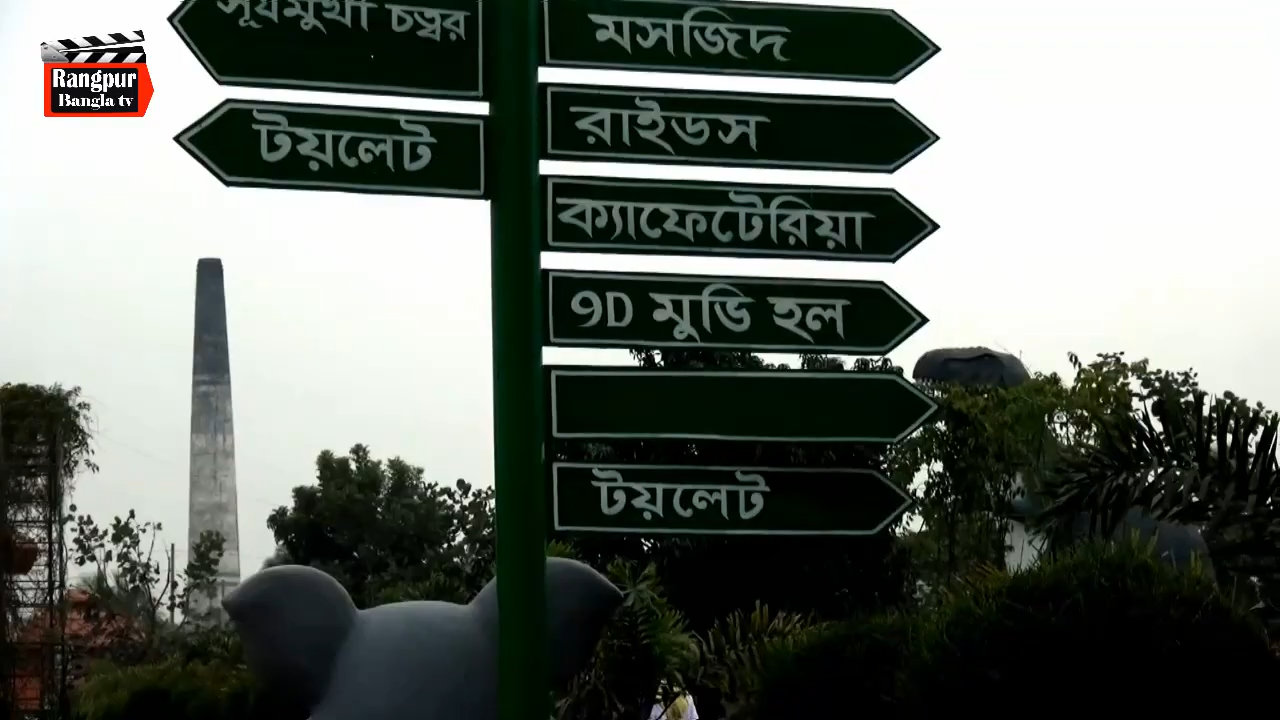 Rangpur
Bangla tv
সূর্যমুখী চত্বর
টয়লেট
মসজিদ
রাইডস
ক্যাফেটেরিয়া
9D মুভি হল
টয়লেট